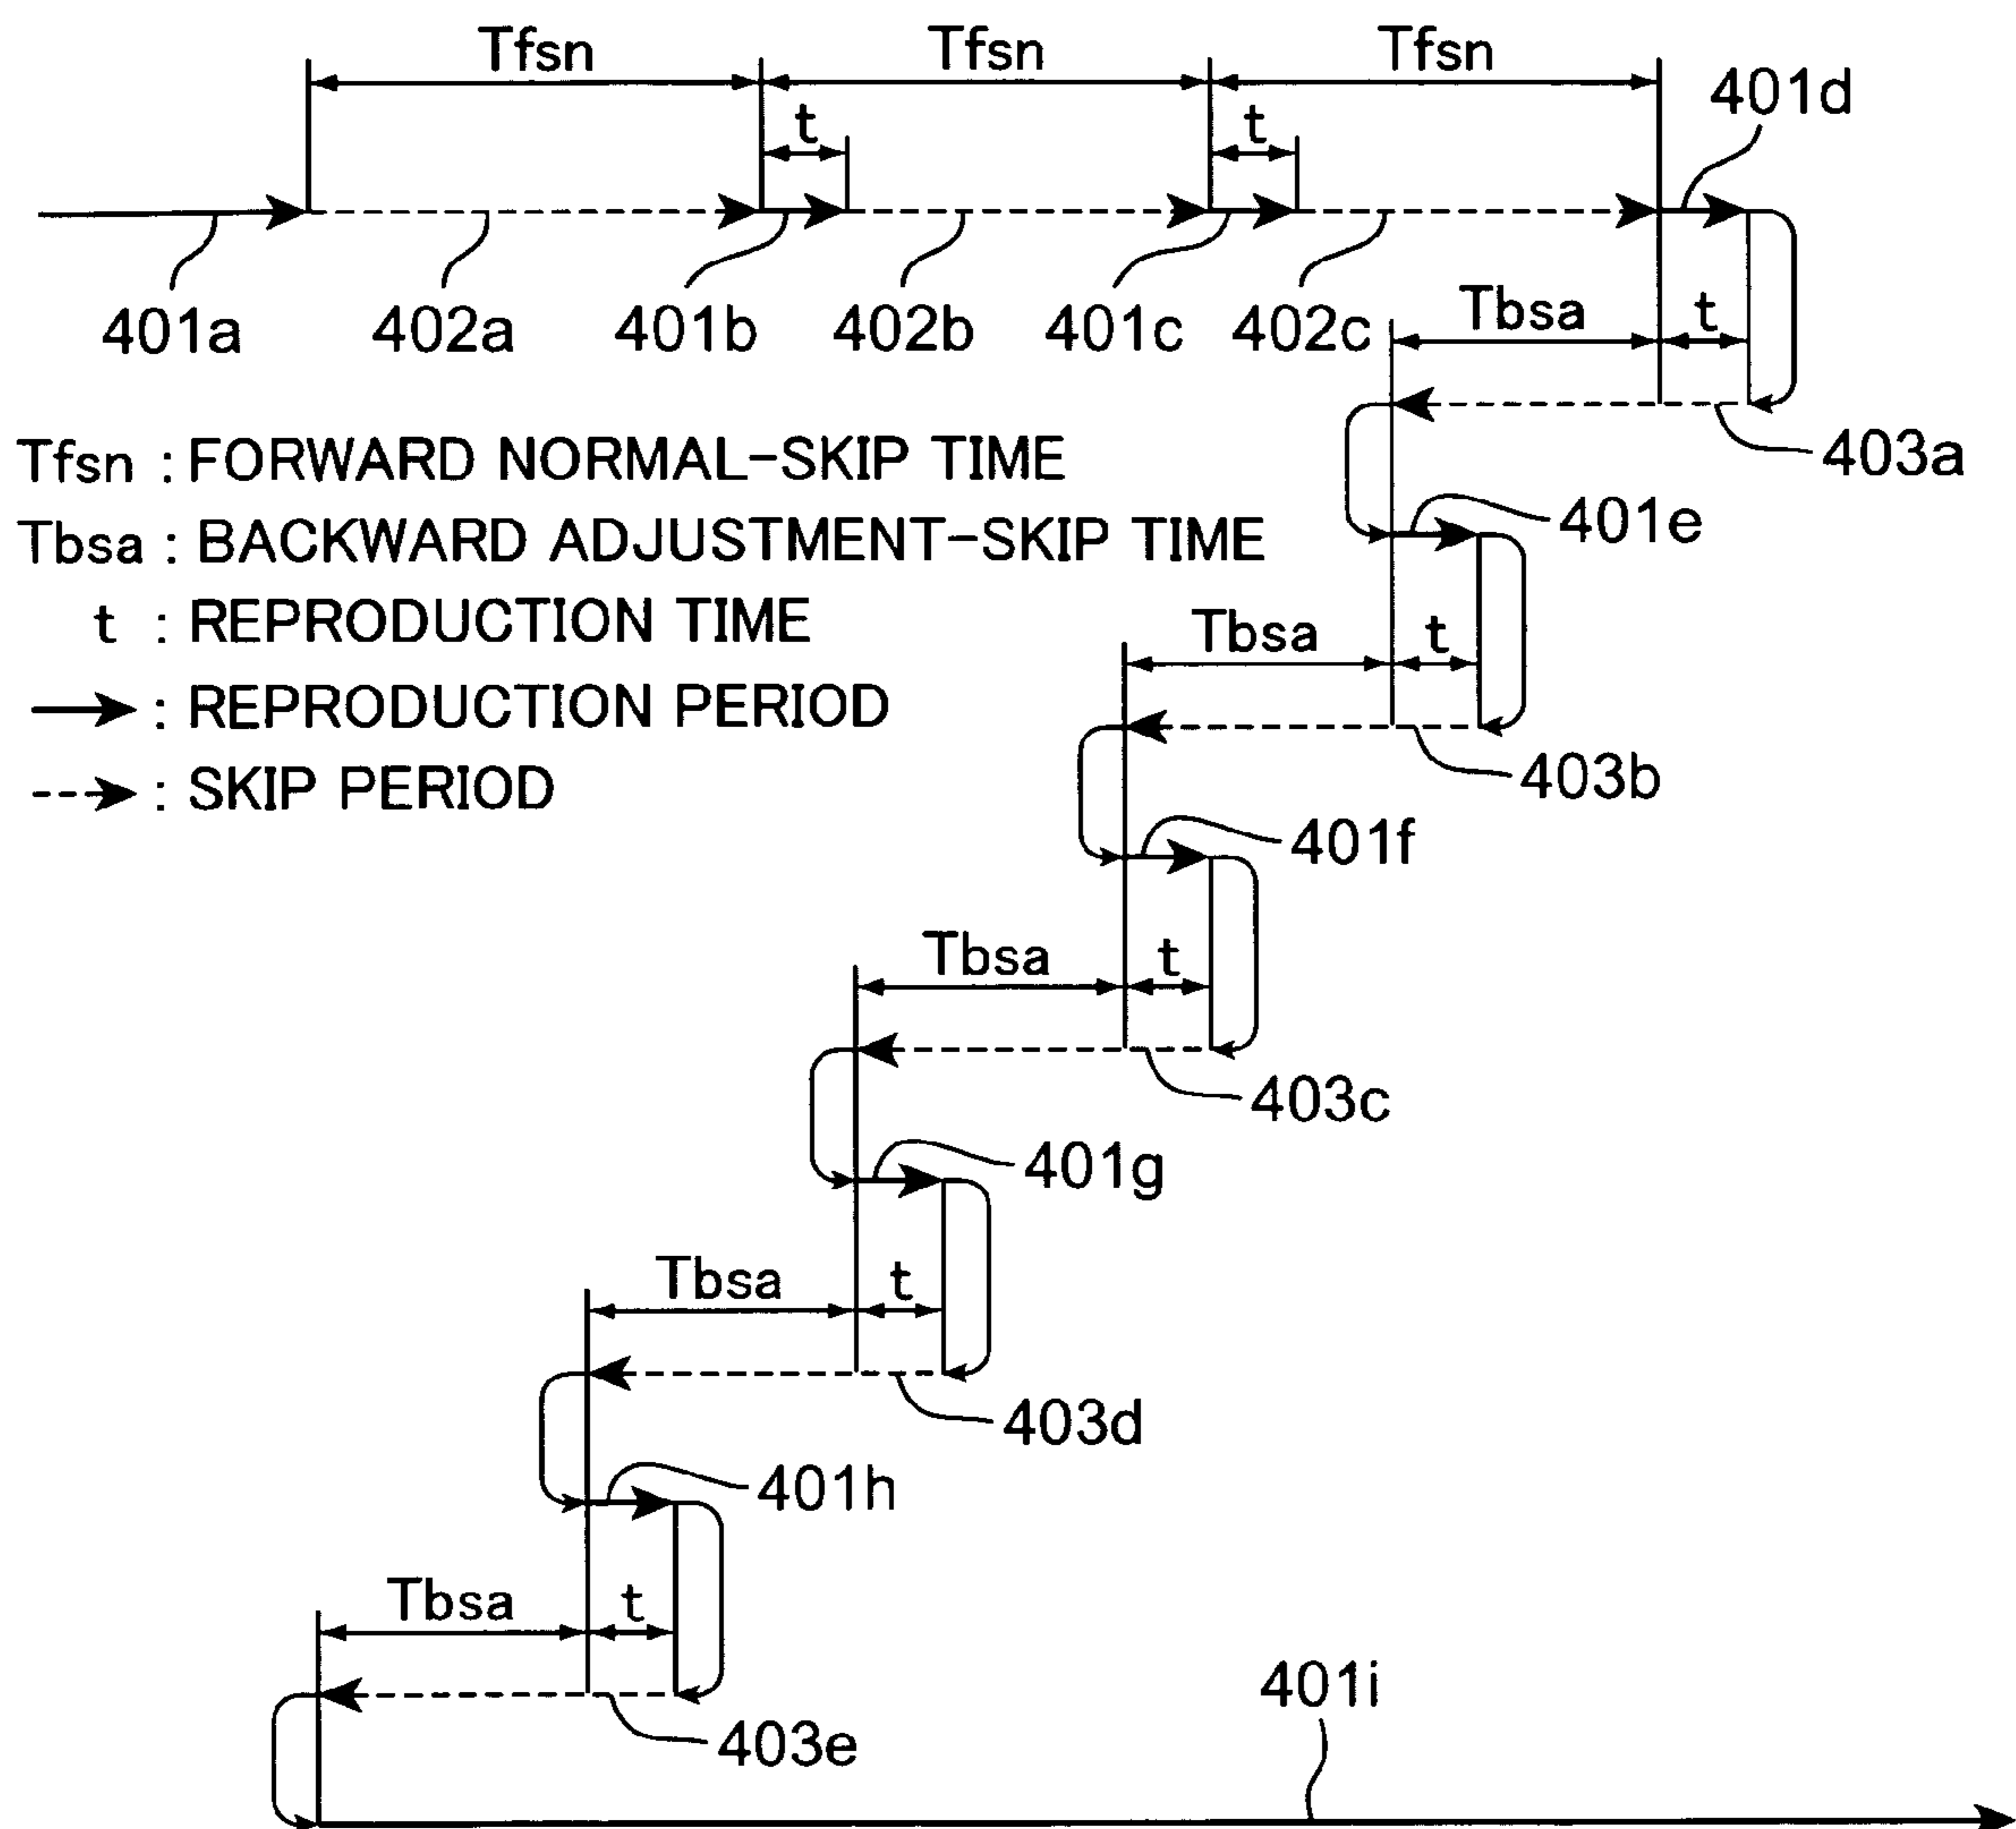 Tfsn Tfsn Tfsn
401d
t t
401a 402a 401b 402b 401c 402c
Tbsa t
403a
Tfsn : FORWARD NORMAL-SKIP TIME
401e
Tbsa : BACKWARD ADJUSTMENT-SKIP TIME
t : REPRODUCTION TIME
Tbsa t
: REPRODUCTION PERIOD
403b
: SKIP PERIOD
401f
Tbsa t
403c
401g
Tbsa t
403d
401h
Tbsa t
401i
403e